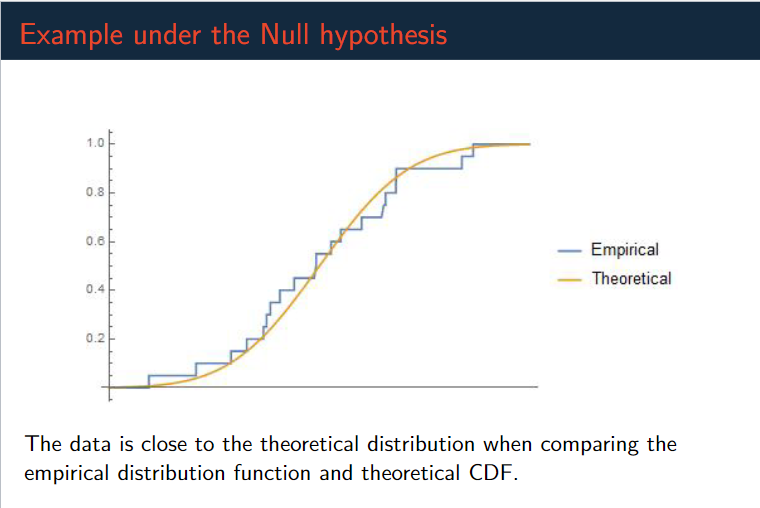 Example under the Null hypothesis
1.0
0.8
0.6
0.4
0.2
Empirical
Theoretical
The data is close to the theoretical distribution when comparing the
empirical distribution function and theoretical CDF.